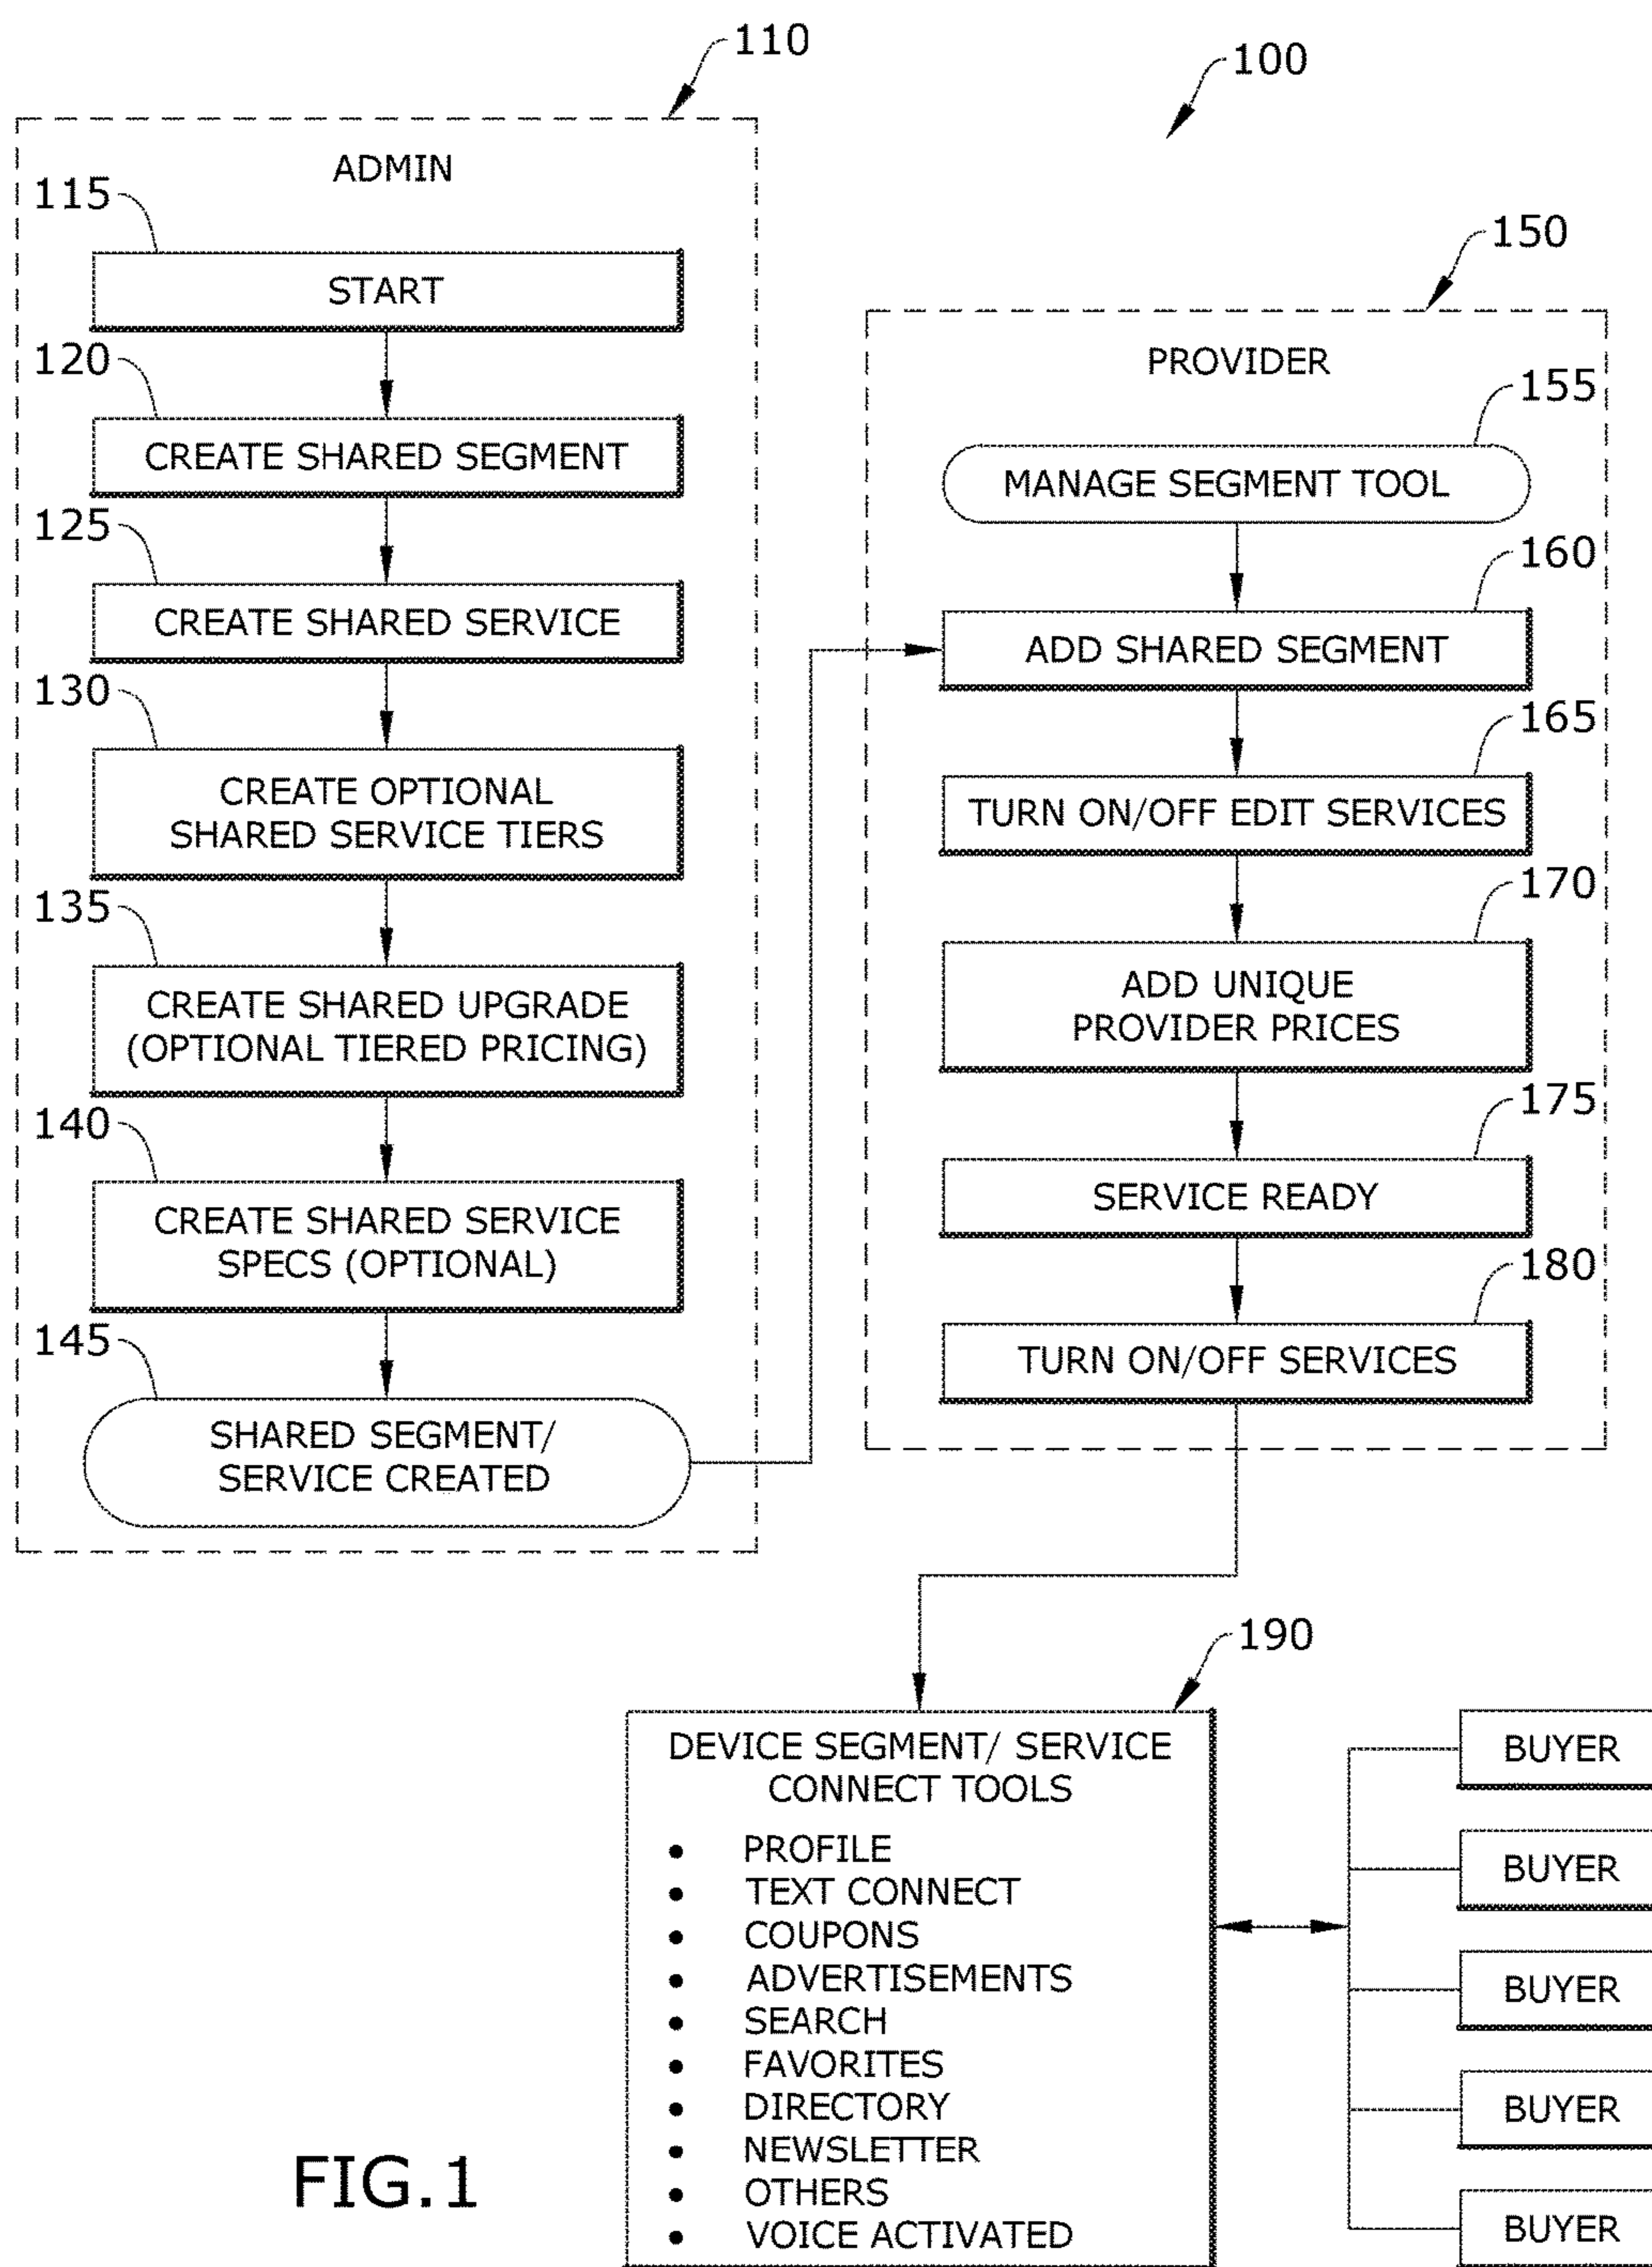 110
100
ADMIN
115
START
120
CREATE SHARED SEGMENT
125
CREATE SHARED SERVICE
130
CREATE OPTIONAL
SHARED SERVICE TIERS
135
CREATE SHARED UPGRADE
(OPTIONAL TIERED PRICING)
140
CREATE SHARED SERVICE
SPECS (OPTIONAL)
145
SHARED SEGMENT/
SERVICE CREATED
150
PROVIDER
155
MANAGE SEGMENT TOOL
160
ADD SHARED SEGMENT
165
TURN ON/OFF EDIT SERVICES
170
ADD UNIQUE
PROVIDER PRICES
175
SERVICE READY
180
TURN ON/OFF SERVICES
190
DEVICE SEGMENT/ SERVICE
CONNECT TOOLS
• PROFILE
• TEXT CONNECT
• COUPONS
• ADVERTISEMENTS
• SEARCH
• FAVORITES
• DIRECTORY
• NEWSLETTER
• OTHERS
• VOICE ACTIVATED
BUYER
BUYER
BUYER
BUYER
BUYER
FIG.1